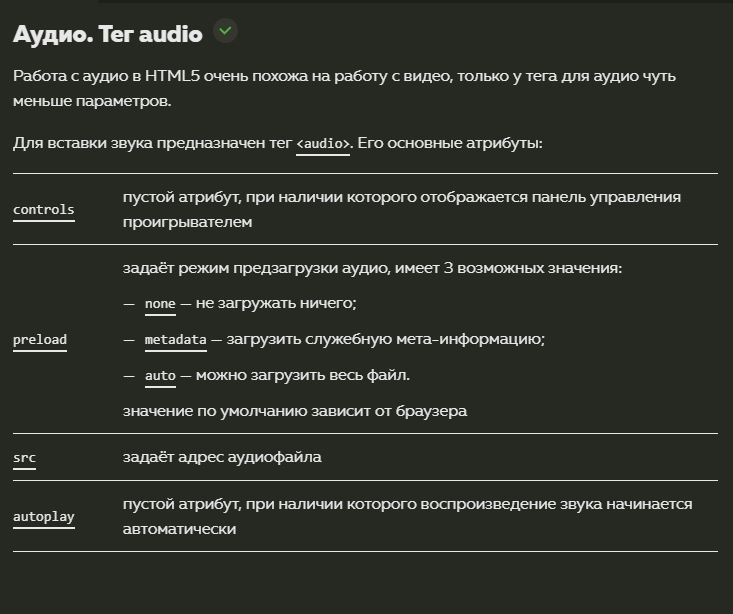 Аудио. Тег audio
Работа с аудио в HTML5 очень похожа на работу с видео, только у тега для аудио чуть
меньше параметров.
Для вставки звука предназначен тег <audio>. Его основные атрибуты:
controls
пустой атрибут, при наличии которого отображается панель управления
проигрывателем
preload
задаёт режим предзагрузки аудио, имеет 3 возможных значения:
— none — не загружать ничего;
— metadata — загрузить служебную мета-информацию;
— auto — можно загрузить весь файл.
значение по умолчанию зависит от браузера
src
задаёт адрес аудиофайла
autoplay
пустой атрибут, при наличии которого воспроизведение звука начинается
автоматически